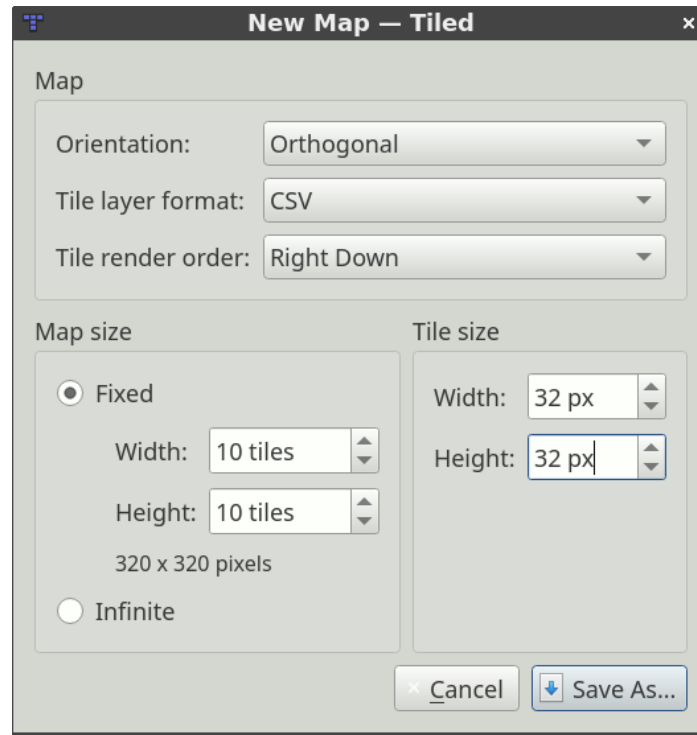 New Map — Tiled
Map
Orientation: Orthogonal
Tile layer format: CSV
Tile render order: Right Down
Map size
Fixed
Width: 10 tiles
Height: 10 tiles
320 x 320 pixels
Infinite
Tile size
Width: 32 px
Height: 32 px
Cancel
Save As...